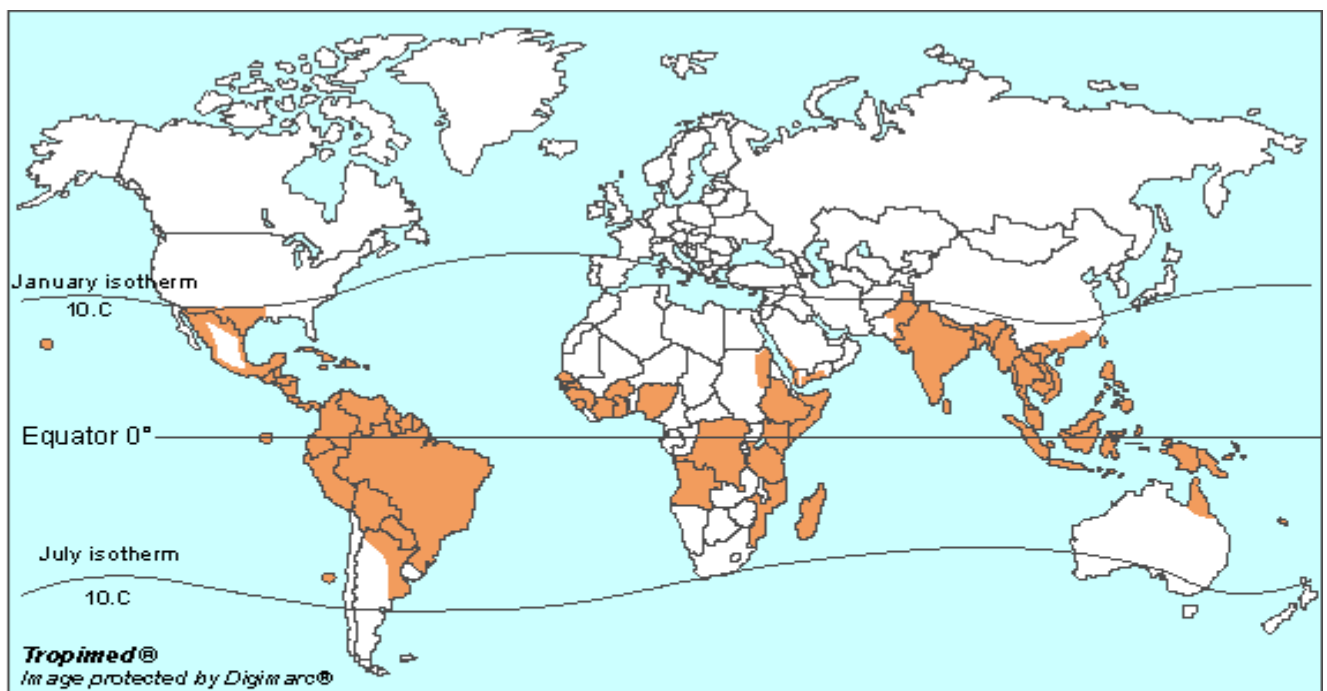 January isotherm
10.C
Equator 0°
July isotherm
10.C
Tropimed®
Image protected by Digimarc®